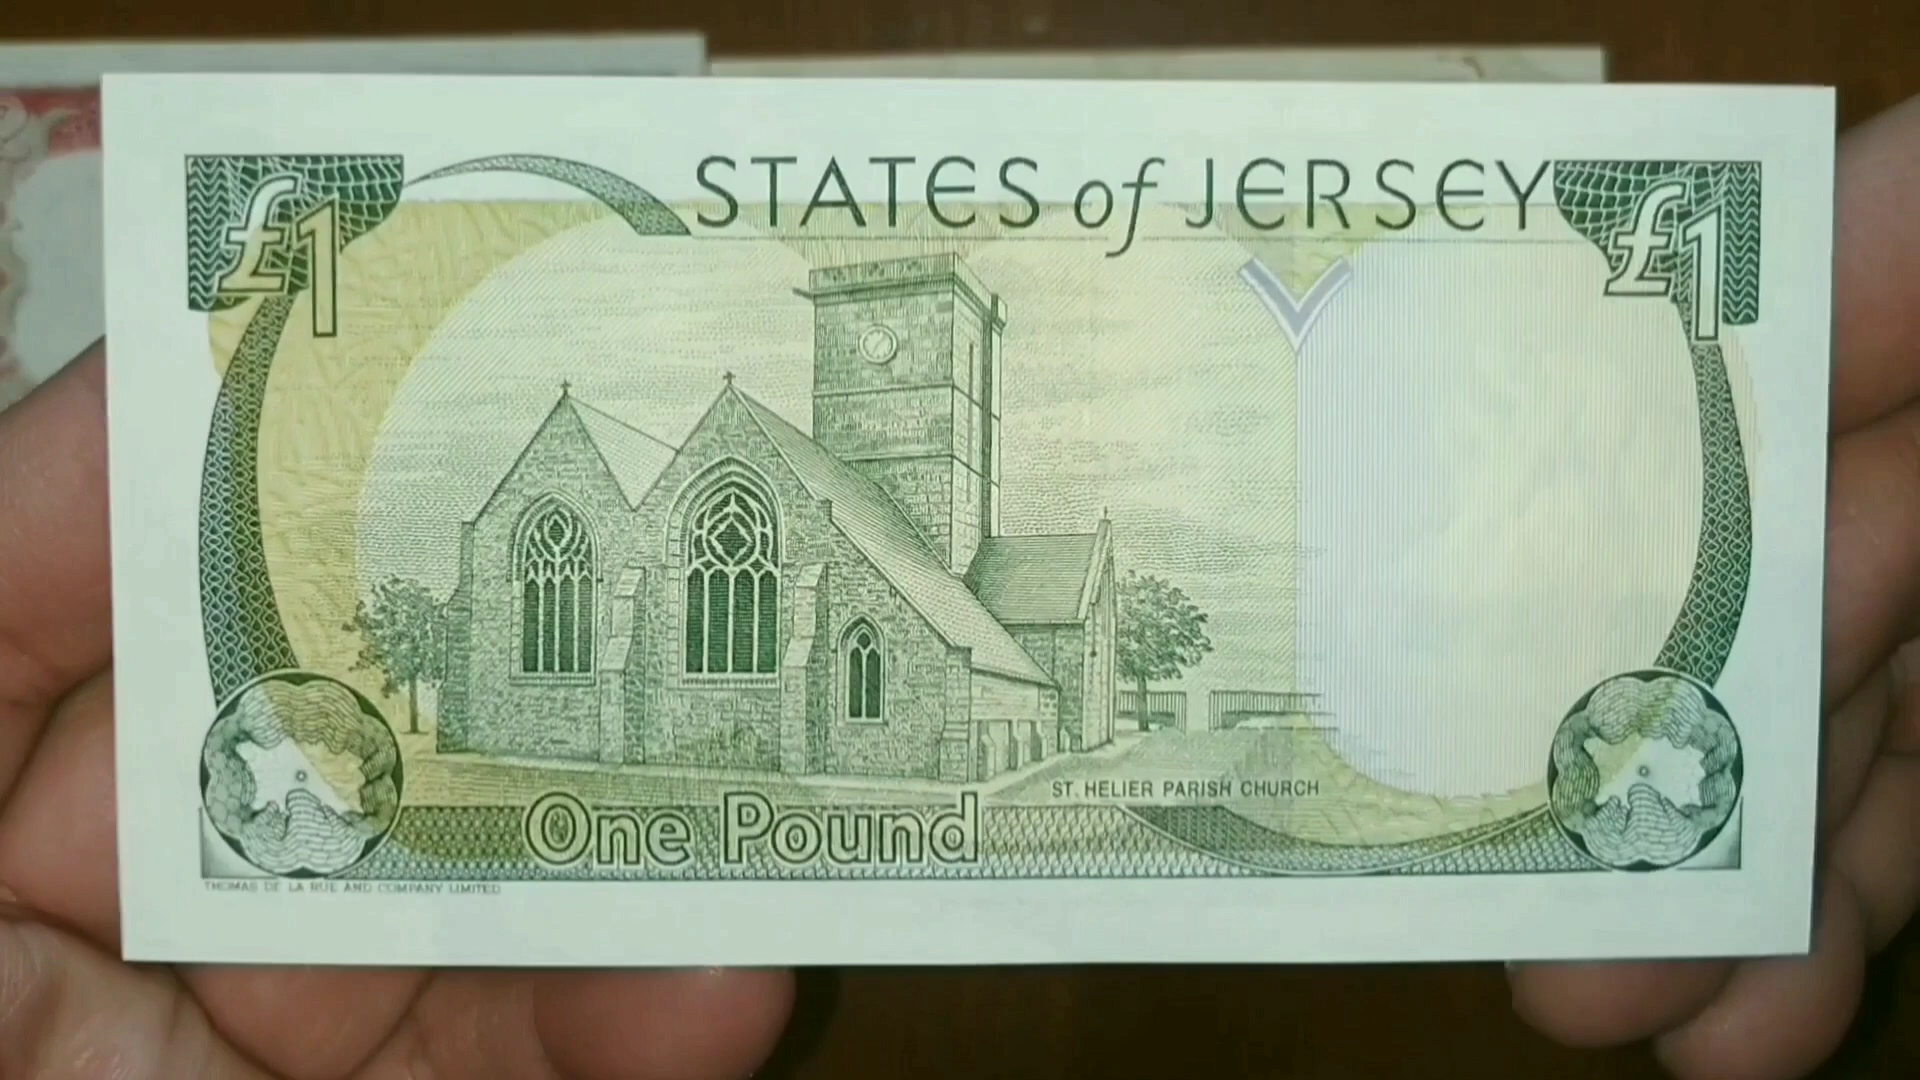 STATES of JERSEY
£1
£1
ST. HELIER PARISH CHURCH
One Pound
THOMAS DE LA RUE AND COMPANY LIMITED